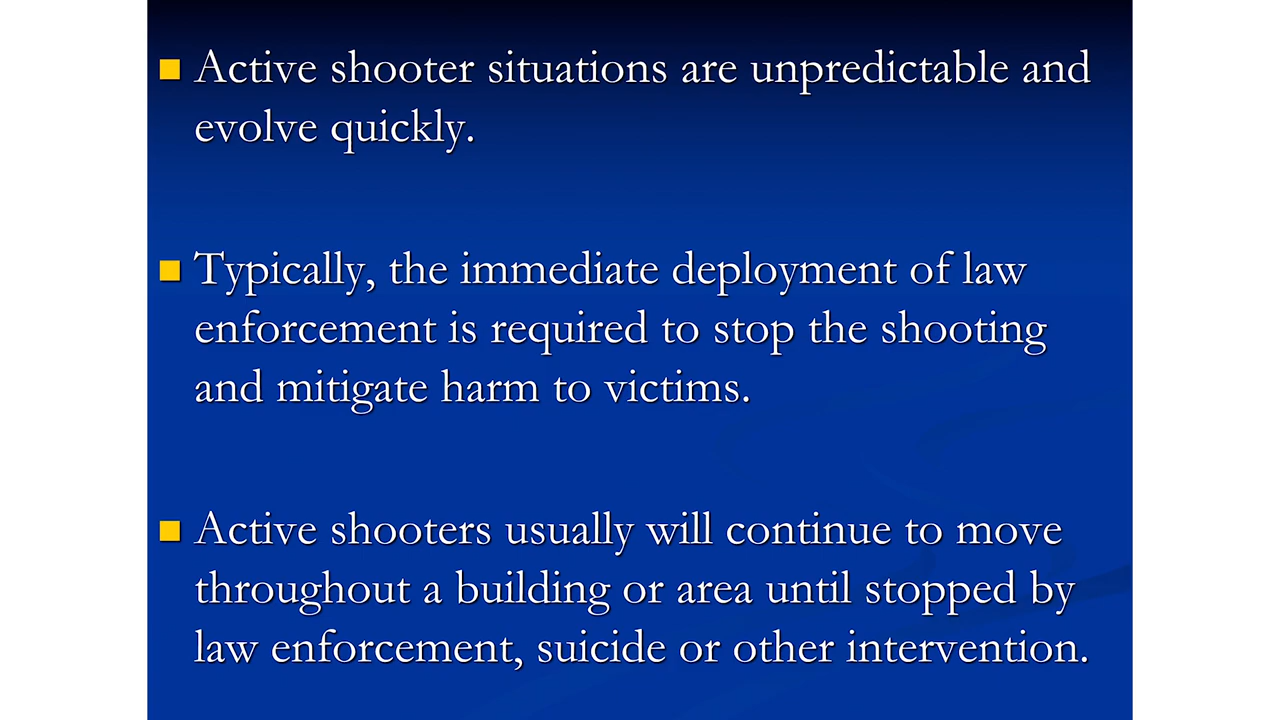 Active shooter situations are unpredictable and
evolve quickly.
Typically, the immediate deployment of law
enforcement is required to stop the shooting
and mitigate harm to victims.
Active shooters usually will continue to move
throughout a building or area until stopped by
law enforcement, suicide or other intervention.